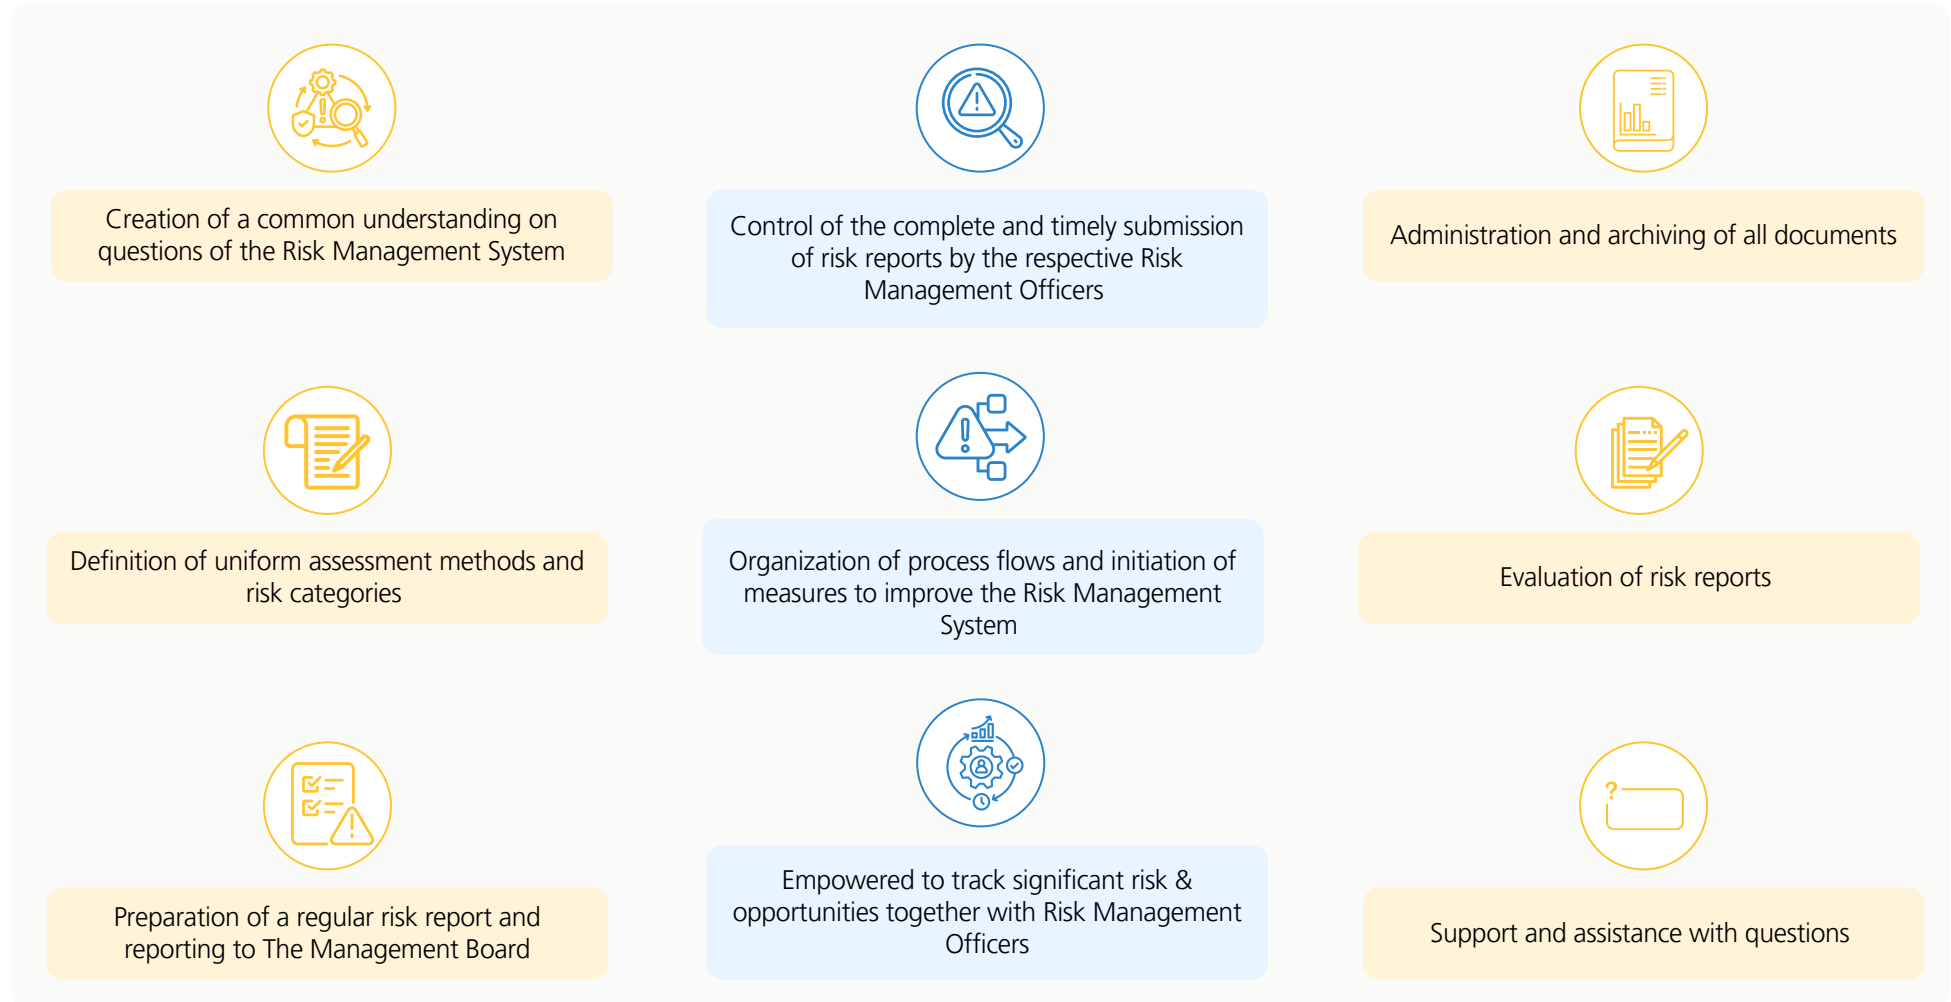 Creation of a common understanding on
questions of the Risk Management System
Control of the complete and timely submission
of risk reports by the respective Risk
Management Officers
Administration and archiving of all documents
Definition of uniform assessment methods and
risk categories
Organization of process flows and initiation of
measures to improve the Risk Management
System
Evaluation of risk reports
Preparation of a regular risk report and
reporting to The Management Board
Empowered to track significant risk &
opportunities together with Risk Management
Officers
?
Support and assistance with questions